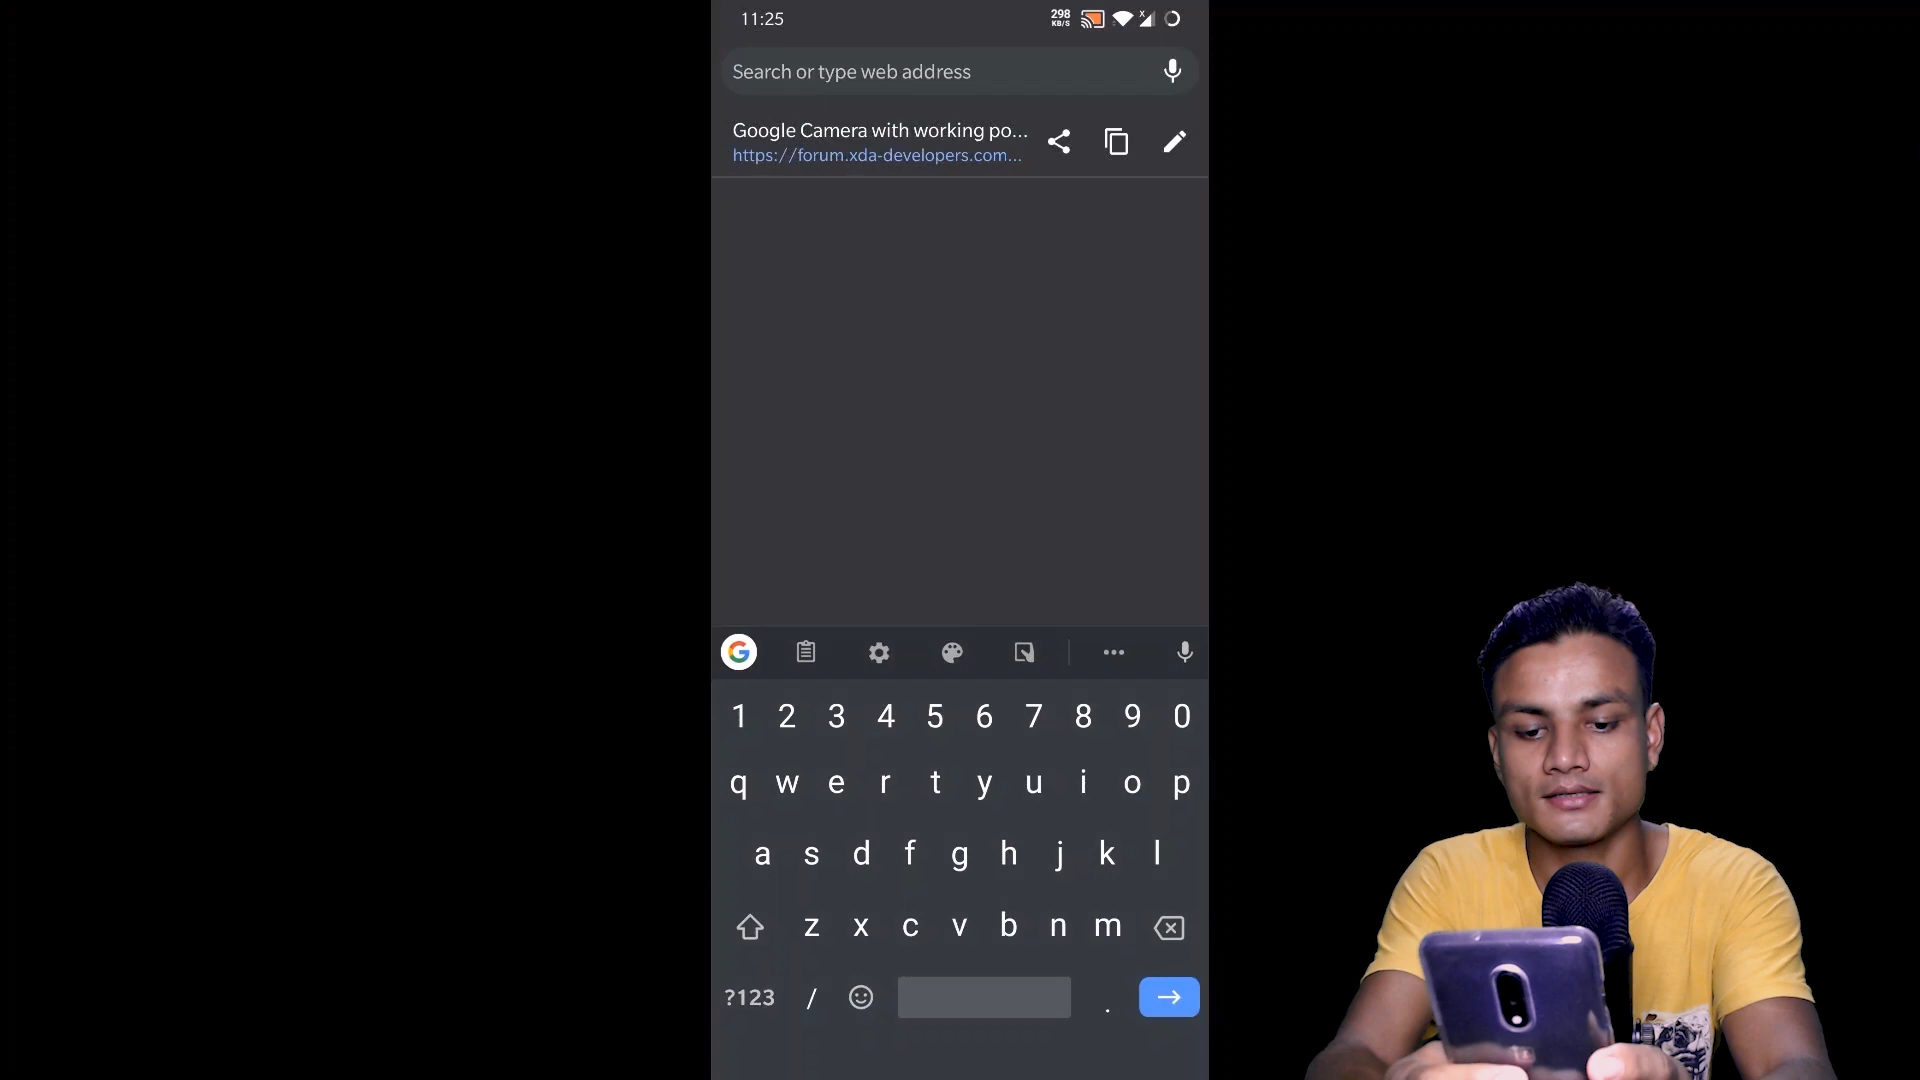 11:25
298
KB/S
X
Search or type web address
Google Camera with working po...
https://forum.xda-developers.com...
G
1 2 3 4 5 6 7 8 9 0
q w e r t y u i o p
a s d f g h j k l
z x c v b n m
?123 / .